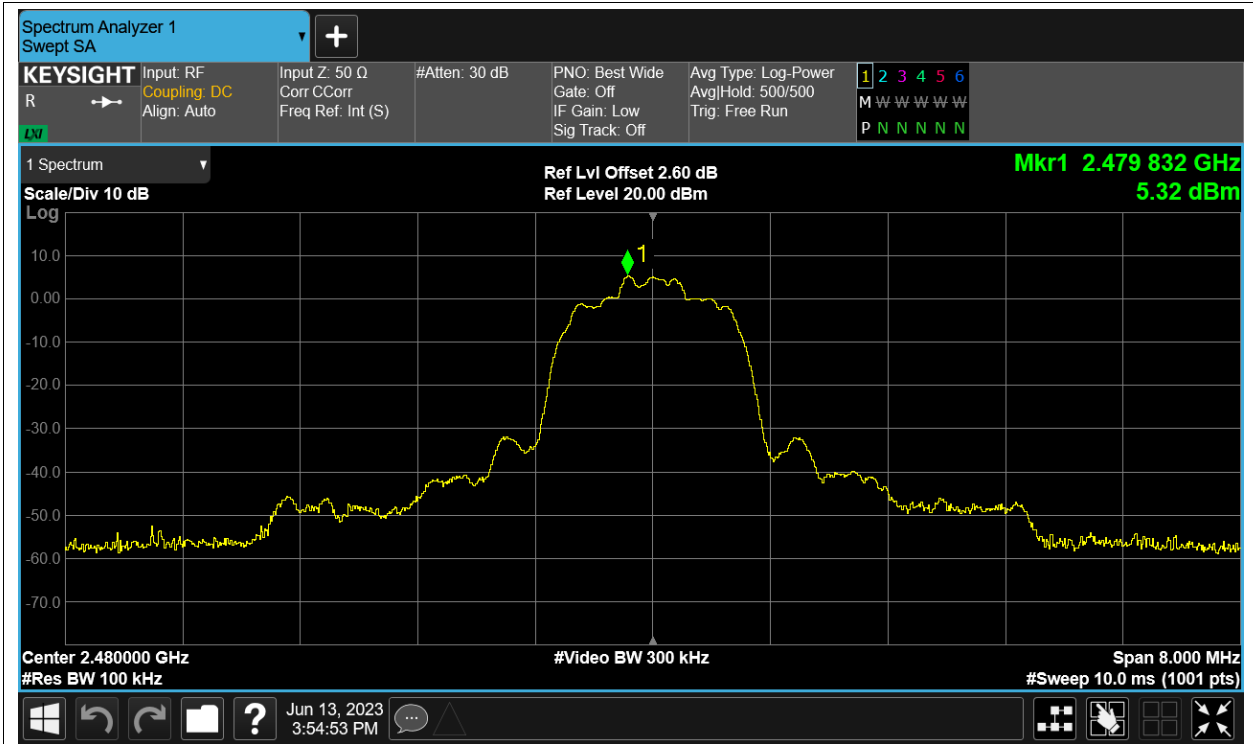 Spectrum Analyzer 1
Swept SA
KEYSIGHT
R
LXI
Input: RF
Coupling: DC
Align: Auto
Input Z: 50 Ω
Corr CCorr
Freq Ref: Int (S)
#Atten: 30 dB
PNO: Best Wide
Gate: Off
IF Gain: Low
Sig Track: Off
Avg Type: Log-Power
Avg|Hold: 500/500
Trig: Free Run
1 2 3 4 5 6
M W W W W W W
P N N N N N
1 Spectrum
Scale/Div 10 dB
Log
Ref Lvl Offset 2.60 dB
Ref Level 20.00 dBm
Mkr1 2.479 832 GHz
5.32 dBm
1
10.0
0.00
-10.0
-20.0
-30.0
-40.0
-50.0
-60.0
-70.0
Center 2.480000 GHz
#Res BW 100 kHz
#Video BW 300 kHz
Span 8.000 MHz
#Sweep 10.0 ms (1001 pts)
?
Jun 13, 2023
3:54:53 PM